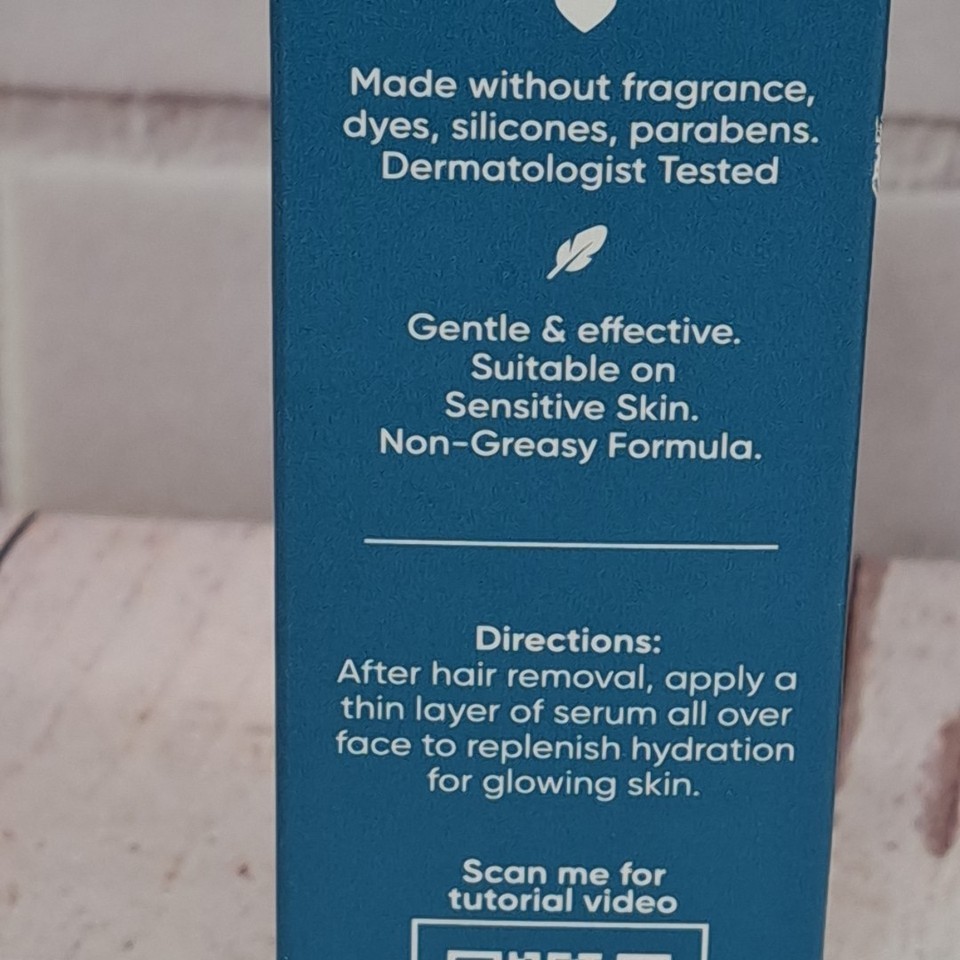 Made without fragrance,
dyes, silicones, parabens.
Dermatologist Tested
Gentle & effective.
Suitable on
Sensitive Skin.
Non-Greasy Formula.
Directions:
After hair removal, apply a
thin layer of serum all over
face to replenish hydration
for glowing skin.
Scan me for
tutorial video